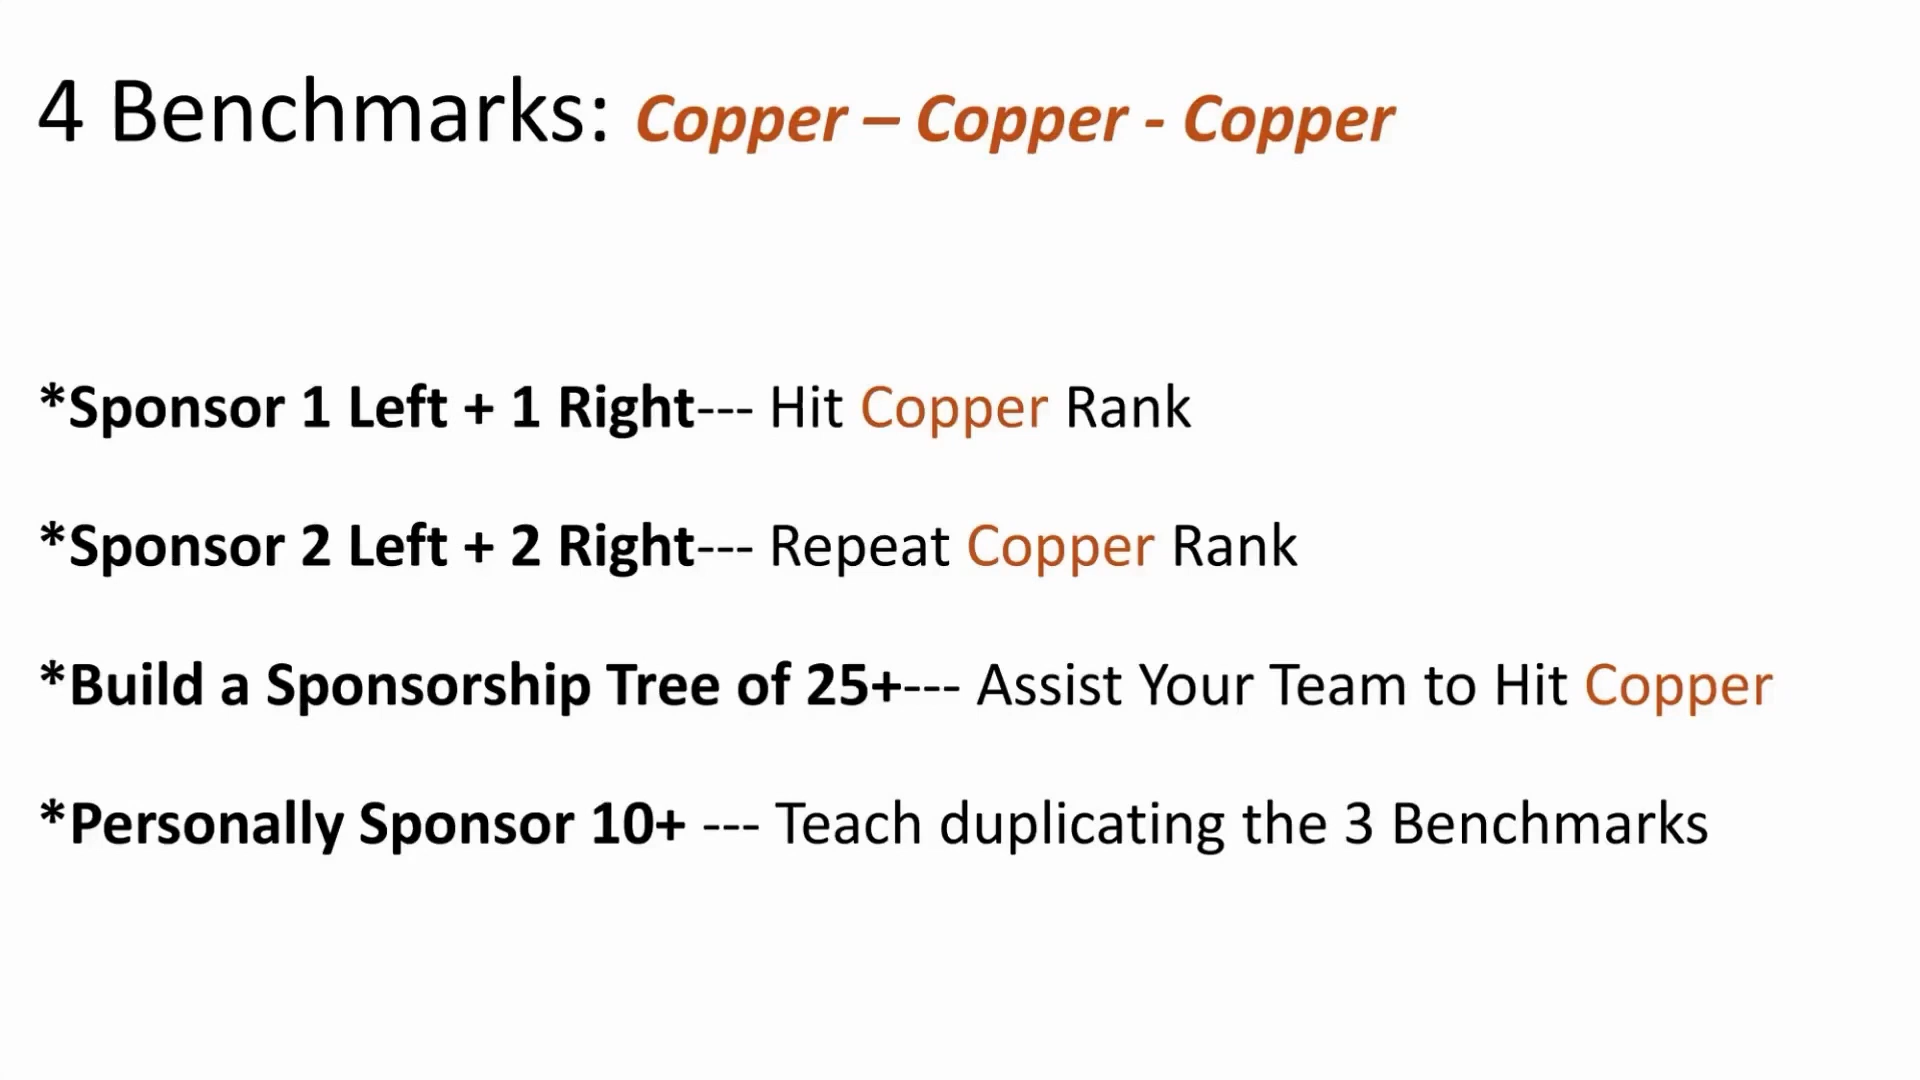 4 Benchmarks: Copper – Copper - Copper
*Sponsor 1 Left + 1 Right--- Hit Copper Rank
*Sponsor 2 Left + 2 Right--- Repeat Copper Rank
*Build a Sponsorship Tree of 25+--- Assist Your Team to Hit Copper
*Personally Sponsor 10+ --- Teach duplicating the 3 Benchmarks